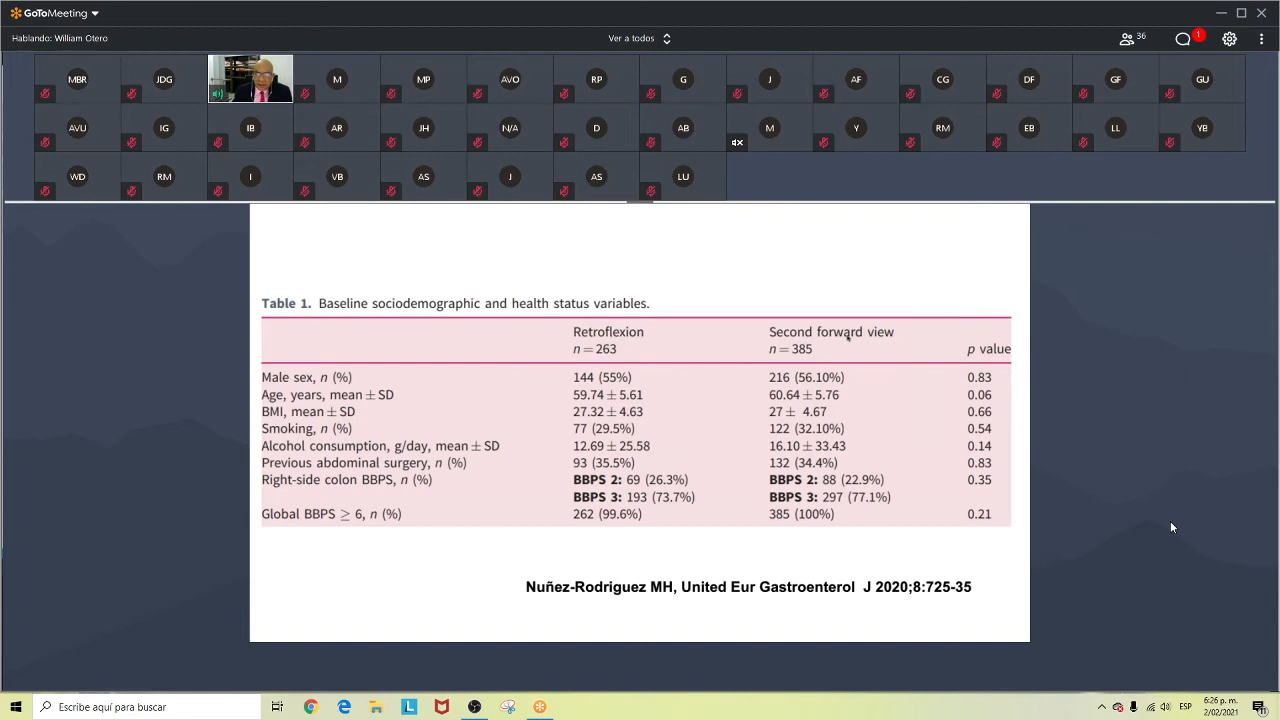 GoToMeeting
Hablando: William Otero
Ver a todos
36
1
MBR JDG M MP AVO RP G J AF CG DF GF GU
AVU IG IB AR JH N/A D AB M Y RM EB LL YB
WD RM I VB AS J AS LU
Table 1. Baseline sociodemographic and health status variables.
Retroflexion Second forward view
n = 263 n = 385 p value
Male sex, n (%) 144 (55%) 216 (56.10%) 0.83
Age, years, mean ± SD 59.74 ± 5.61 60.64 ± 5.76 0.06
BMI, mean ± SD 27.32 ± 4.63 27 ± 4.67 0.66
Smoking, n (%) 77 (29.5%) 122 (32.10%) 0.54
Alcohol consumption, g/day, mean ± SD 12.69 ± 25.58 16.10 ± 33.43 0.14
Previous abdominal surgery, n (%) 93 (35.5%) 132 (34.4%) 0.83
Right-side colon BBPS, n (%) BBPS 2: 69 (26.3%) BBPS 2: 88 (22.9%) 0.35
BBPS 3: 193 (73.7%) BBPS 3: 297 (77.1%)
Global BBPS ≥ 6, n (%) 262 (99.6%) 385 (100%) 0.21
Nuñez-Rodriguez MH, United Eur Gastroenterol J 2020;8:725-35
Escribe aquí para buscar
L
ESP
6:26 p. m.
2/02/2021